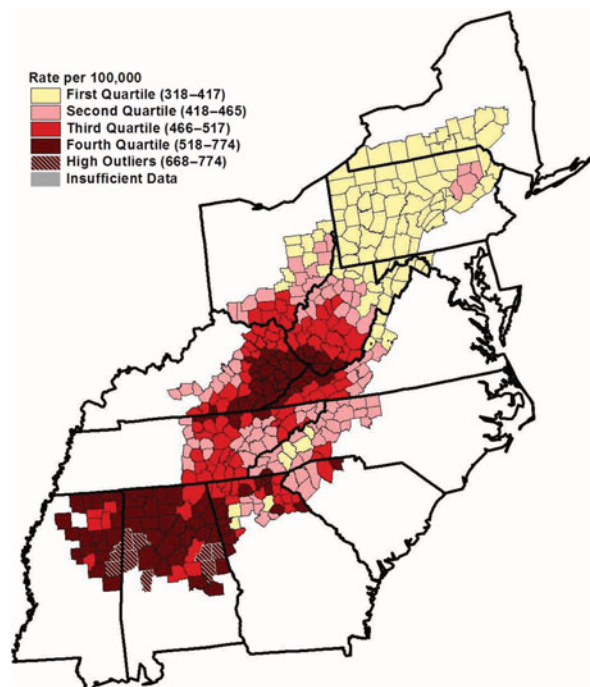 Rate per 100,000
First Quartile (318–417)
Second Quartile (418–465)
Third Quartile (466–517)
Fourth Quartile (518–774)
High Outliers (668–774)
Insufficient Data